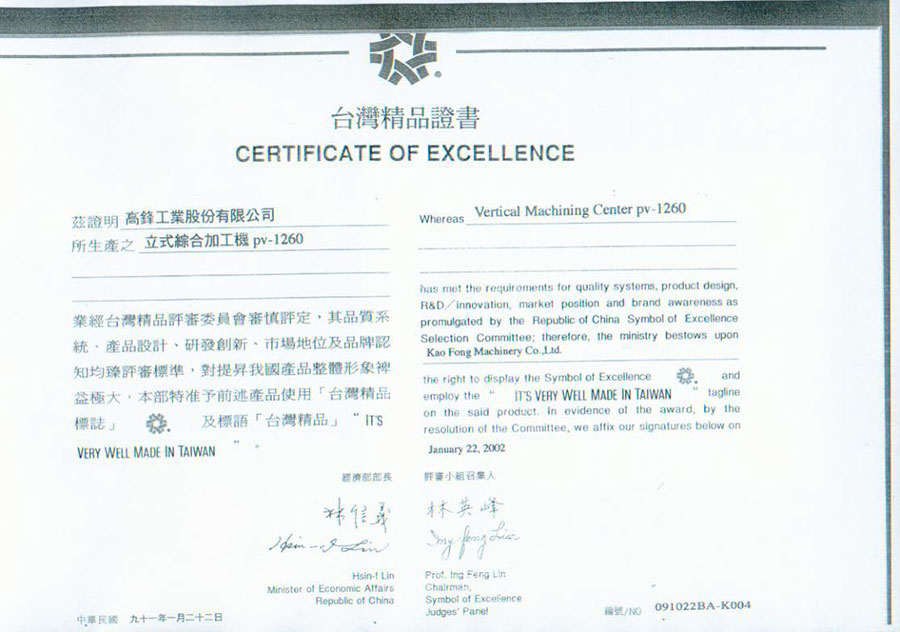 台灣精品證書
CERTIFICATE OF EXCELLENCE
茲證明 高鋒工業股份有限公司
所生產之 立式綜合加工機 pv-1260
業經台灣精品評審委員會審慎評定，其品質系
統、產品設計、研發創新、市場地位及品牌認
知均臻評審標準，對提昇我國產品整體形象裨
益極大。本部特准予前述產品使用「台灣精品
標誌」 及標語「台灣精品」 " IT'S
VERY WELL MADE IN TAIWAN " 。
Whereas Vertical Machining Center pv-1260
has met the requirements for quality systems, product design,
R&D／innovation, market position and brand awareness as
promulgated by the Republic of China Symbol of Excellence
Selection Committee; therefore, the ministry bestows upon
Kao Fong Machinery Co.,Ltd.
the right to display the Symbol of Excellence and
employ the " IT'S VERY WELL MADE IN TAIWAN " tagline
on the said product. In evidence of the award, by the
resolution of the Committee, we affix our signatures below on
January 22, 2002
經濟部部長
林信義
Hsin-I Lin
Hsin-I Lin
Minister of Economic Affairs
Republic of China
評審小組召集人
林英峰
Ing Feng Lin
Prof. Ing Feng Lin
Chairman,
Symbol of Excellence
Judges' Panel
中華民國 九十一年一月二十二日
編號/NO 091022BA-K004